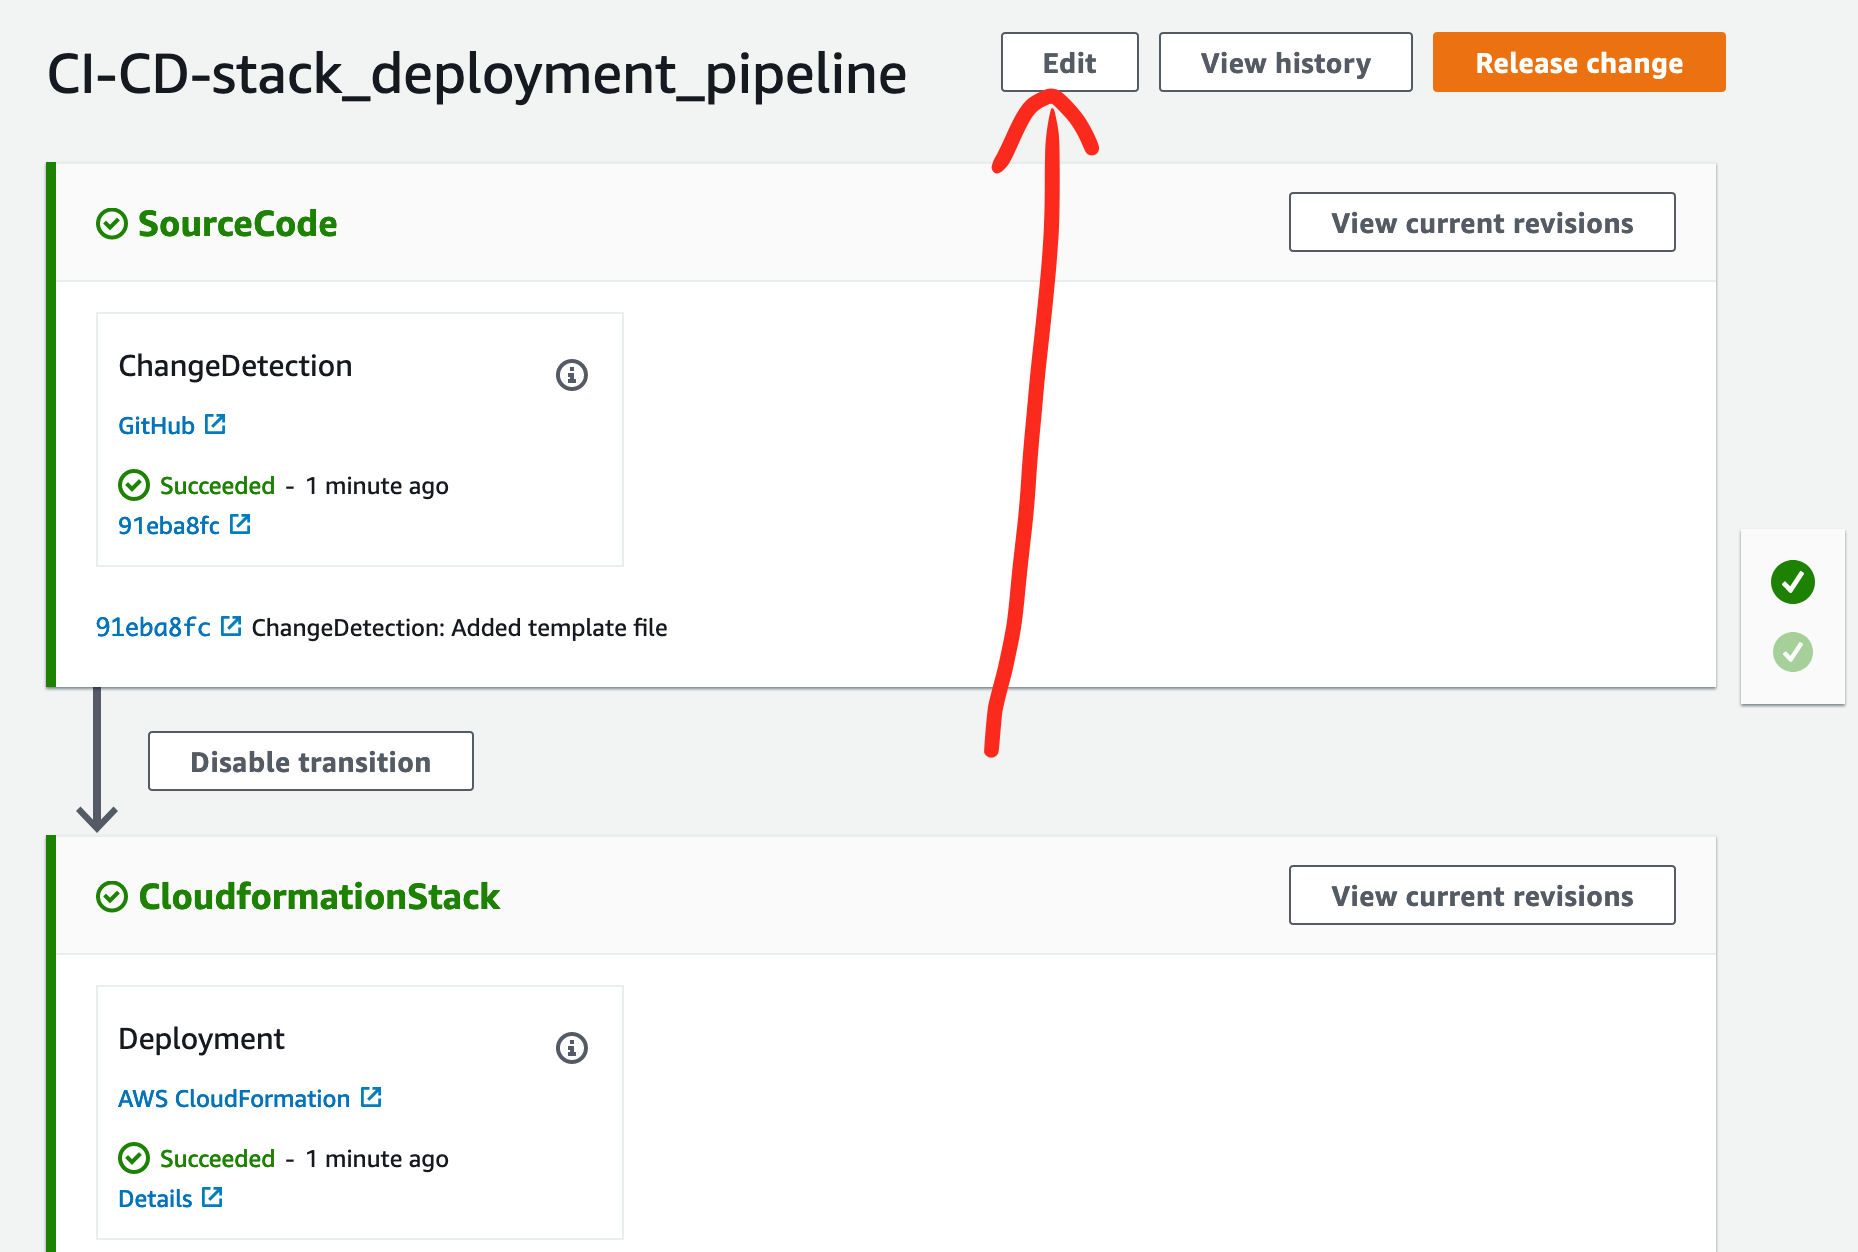 CI-CD-stack_deployment_pipeline
Edit
View history
Release change
SourceCode
View current revisions
ChangeDetection
GitHub
Succeeded - 1 minute ago
91eba8fc
91eba8fc ChangeDetection: Added template file
Disable transition
CloudformationStack
View current revisions
Deployment
AWS CloudFormation
Succeeded - 1 minute ago
Details